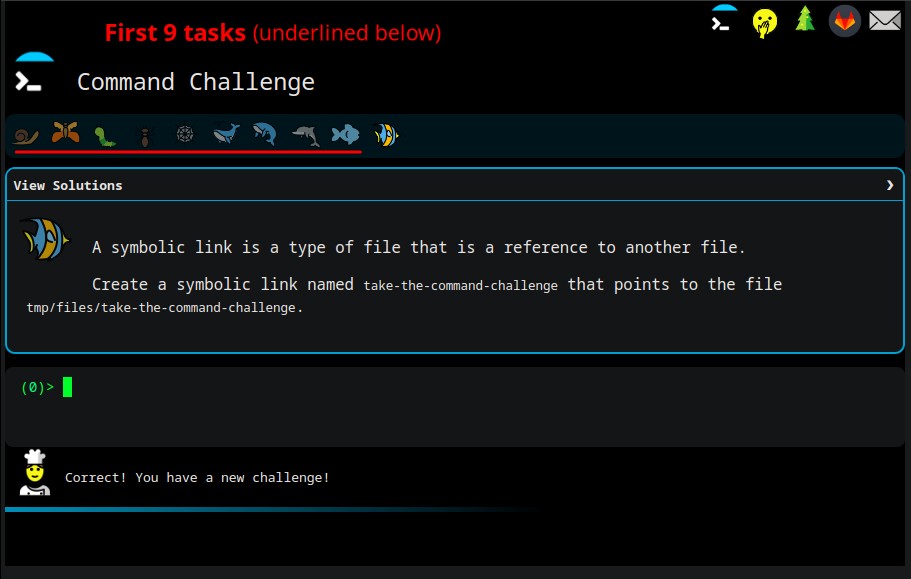 First 9 tasks (underlined below)
Command Challenge
View Solutions
A symbolic link is a type of file that is a reference to another file.
Create a symbolic link named take-the-command-challenge that points to the file
tmp/files/take-the-command-challenge.
(0)>
Correct! You have a new challenge!